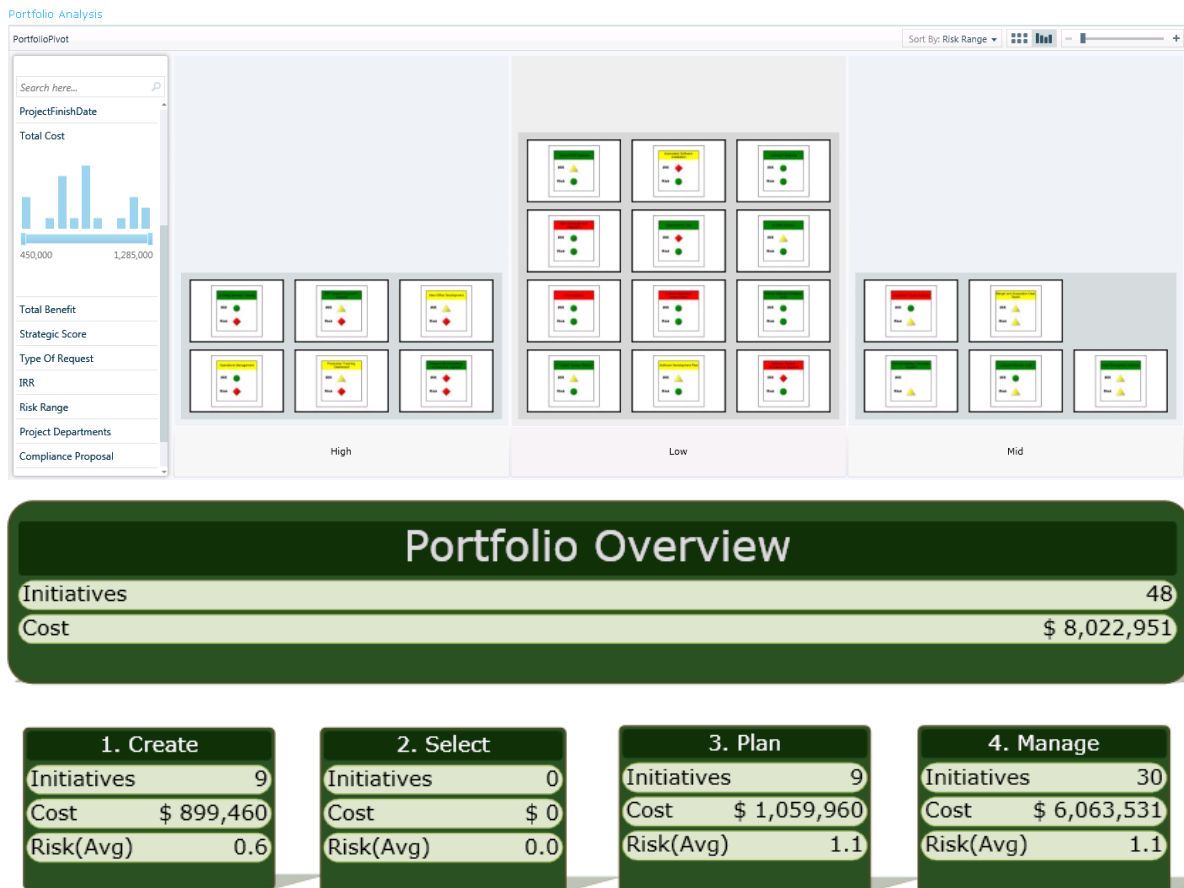 Portfolio Analysis
PortfolioPivot
Sort By: Risk Range
Search here...
ProjectFinishDate
Total Cost
450,000 1,285,000
Total Benefit
Strategic Score
Type Of Request
IRR
Risk Range
Project Departments
Compliance Proposal
High Low Mid
Portfolio Overview
Initiatives 48
Cost $ 8,022,951
1. Create
Initiatives 9
Cost $ 899,460
Risk(Avg) 0.6
2. Select
Initiatives 0
Cost $ 0
Risk(Avg) 0.0
3. Plan
Initiatives 9
Cost $ 1,059,960
Risk(Avg) 1.1
4. Manage
Initiatives 30
Cost $ 6,063,531
Risk(Avg) 1.1